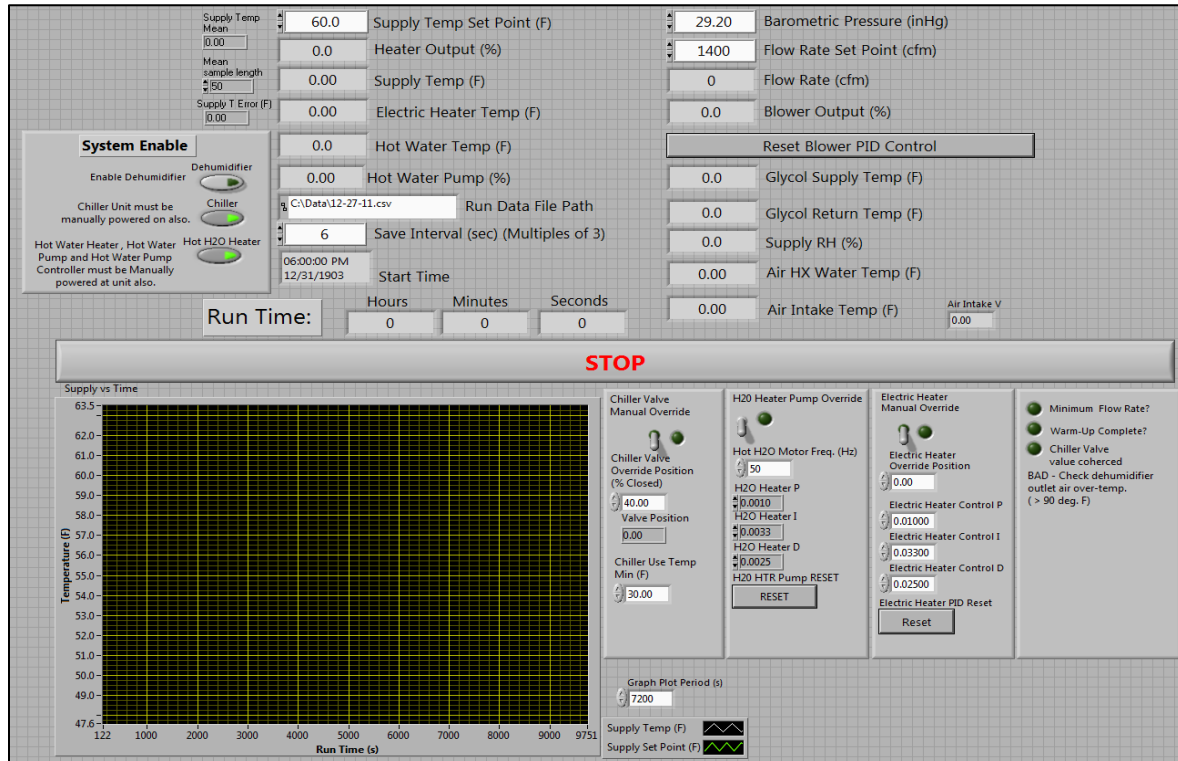 Supply Temp
Mean
0.00
60.0 Supply Temp Set Point (F)
0.0 Heater Output (%)
Mean
sample length
50
0.00 Supply Temp (F)
Supply T Error (F)
0.00
0.00 Electric Heater Temp (F)
0.0 Hot Water Temp (F)
0.00 Hot Water Pump (%)
C:\Data\12-27-11.csv Run Data File Path
6 Save Interval (sec) (Multiples of 3)
06:00:00 PM
12/31/1903 Start Time
29.20 Barometric Pressure (inHg)
1400 Flow Rate Set Point (cfm)
0 Flow Rate (cfm)
0.0 Blower Output (%)
Reset Blower PID Control
0.0 Glycol Supply Temp (F)
0.0 Glycol Return Temp (F)
0.0 Supply RH (%)
0.00 Air HX Water Temp (F)
0.00 Air Intake Temp (F)
Air Intake V
0.00
System Enable
Dehumidifier
Enable Dehumidifier
Chiller Unit must be
manually powered on also.
Chiller
Hot Water Heater , Hot Water
Pump and Hot Water Pump
Controller must be Manually
powered at unit also.
Hot H2O Heater
Run Time:
Hours Minutes Seconds
0 0 0
STOP
Supply vs Time
63.5
62.0
61.0
60.0
59.0
58.0
57.0
56.0
55.0
54.0
53.0
52.0
51.0
50.0
49.0
47.6
Temperature (F)
122 1000 2000 3000 4000 5000 6000 7000 8000 9000 9751
Run Time (s)
Chiller Valve
Manual Override
Chiller Valve
Override Position
(% Closed)
40.00
Valve Position
0.00
Chiller Use Temp
Min (F)
30.00
H20 Heater Pump Override
Hot H2O Motor Freq. (Hz)
50
H2O Heater P
0.0010
H2O Heater I
0.0033
H2O Heater D
0.0025
H20 HTR Pump RESET
RESET
Electric Heater
Manual Override
Electric Heater
Override Position
0.00
Electric Heater Control P
0.01000
Electric Heater Control I
0.03300
Electric Heater Control D
0.02500
Electric Heater PID Reset
Reset
Minimum Flow Rate?
Warm-Up Complete?
Chiller Valve
value coherced
BAD - Check dehumidifier
outlet air over-temp.
( > 90 deg. F)
Graph Plot Period (s)
7200
Supply Temp (F)
Supply Set Point (F)